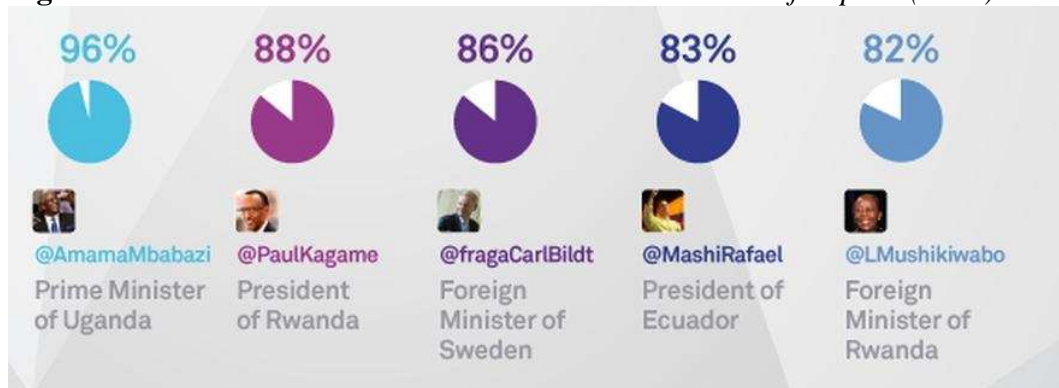 96% 88% 86% 83% 82%
@AmamaMbabazi @PaulKagame @fragaCarlBildt @MashiRafael @LMushikiwabo
Prime Minister President Foreign President of Foreign
of Uganda of Rwanda Minister of Ecuador Minister of
Sweden Rwanda